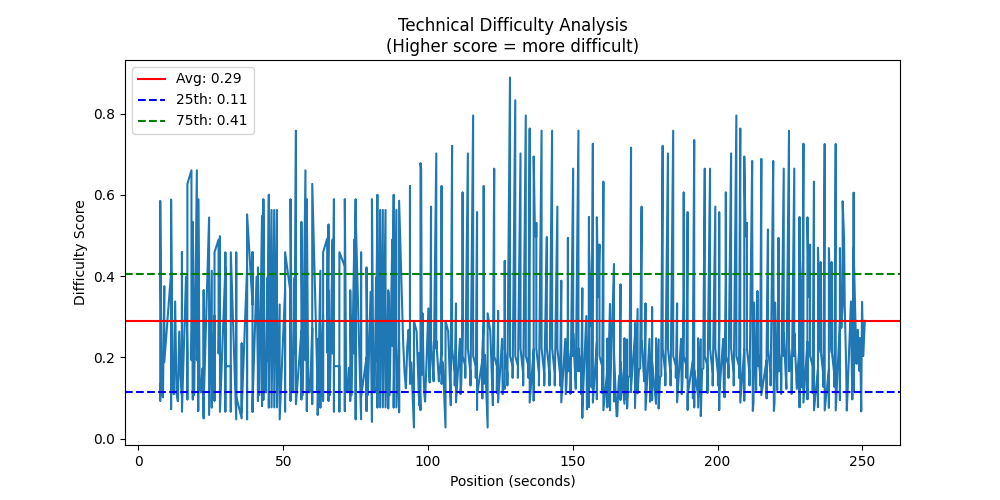 Technical Difficulty Analysis
(Higher score = more difficult)
Avg: 0.29
25th: 0.11
75th: 0.41
Difficulty Score
0.8
0.6
0.4
0.2
0.0
0 50 100 150 200 250
Position (seconds)